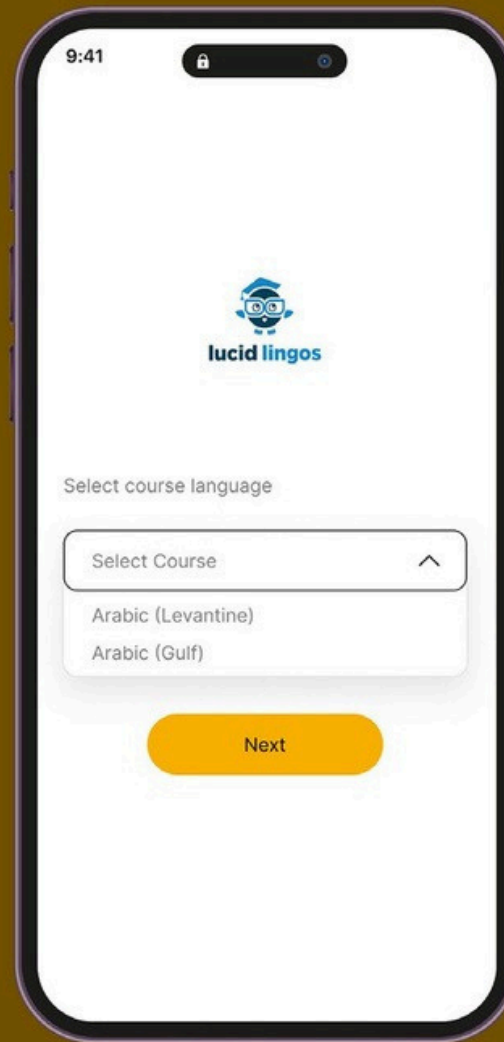 9:41
lucid lingos
Select course language
Select Course
Arabic (Levantine)
Arabic (Gulf)
Next